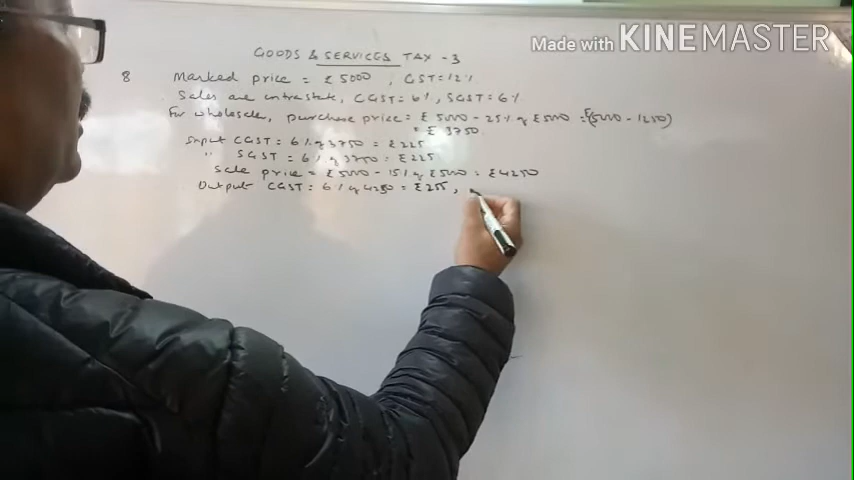 Made with KINEMASTER
GOODS & SERVICES TAX - 3
8 Marked price = ₹ 5000, GST = 12%
Sales are intrastate, CGST = 6%, SGST = 6%
For wholesaler, purchase price = ₹ 5000 - 25% of ₹ 5000 = ₹(5000 - 1250)
= ₹ 3750.
Input CGST = 6% of 3750 = ₹ 225
" SGST = 6% of 3750 = ₹ 225
Sale price = ₹ 5000 - 15% of ₹ 5000 = ₹ 4250
Output CGST = 6% of 4250 = ₹ 255,